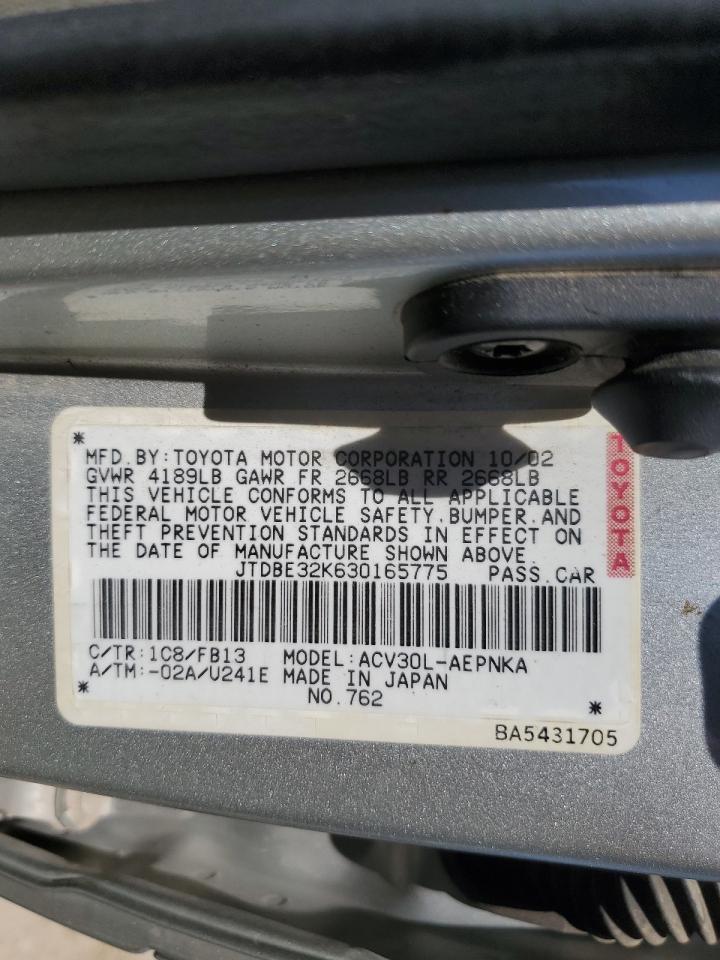 *
MFD. BY: TOYOTA MOTOR CORPORATION 10/02
GVWR 4189LB GAWR FR 2668LB RR 2668LB
THIS VEHICLE CONFORMS TO ALL APPLICABLE
FEDERAL MOTOR VEHICLE SAFETY, BUMPER, AND
THEFT PREVENTION STANDARDS IN EFFECT ON
THE DATE OF MANUFACTURE SHOWN ABOVE.
JTDBE32K630165775 PASS. CAR
TOYOTA
C/TR: 1C8/FB13 MODEL: ACV30L-AEPNKA
A/TM: -02A/U241E MADE IN JAPAN
* NO. 762 *
BA5431705